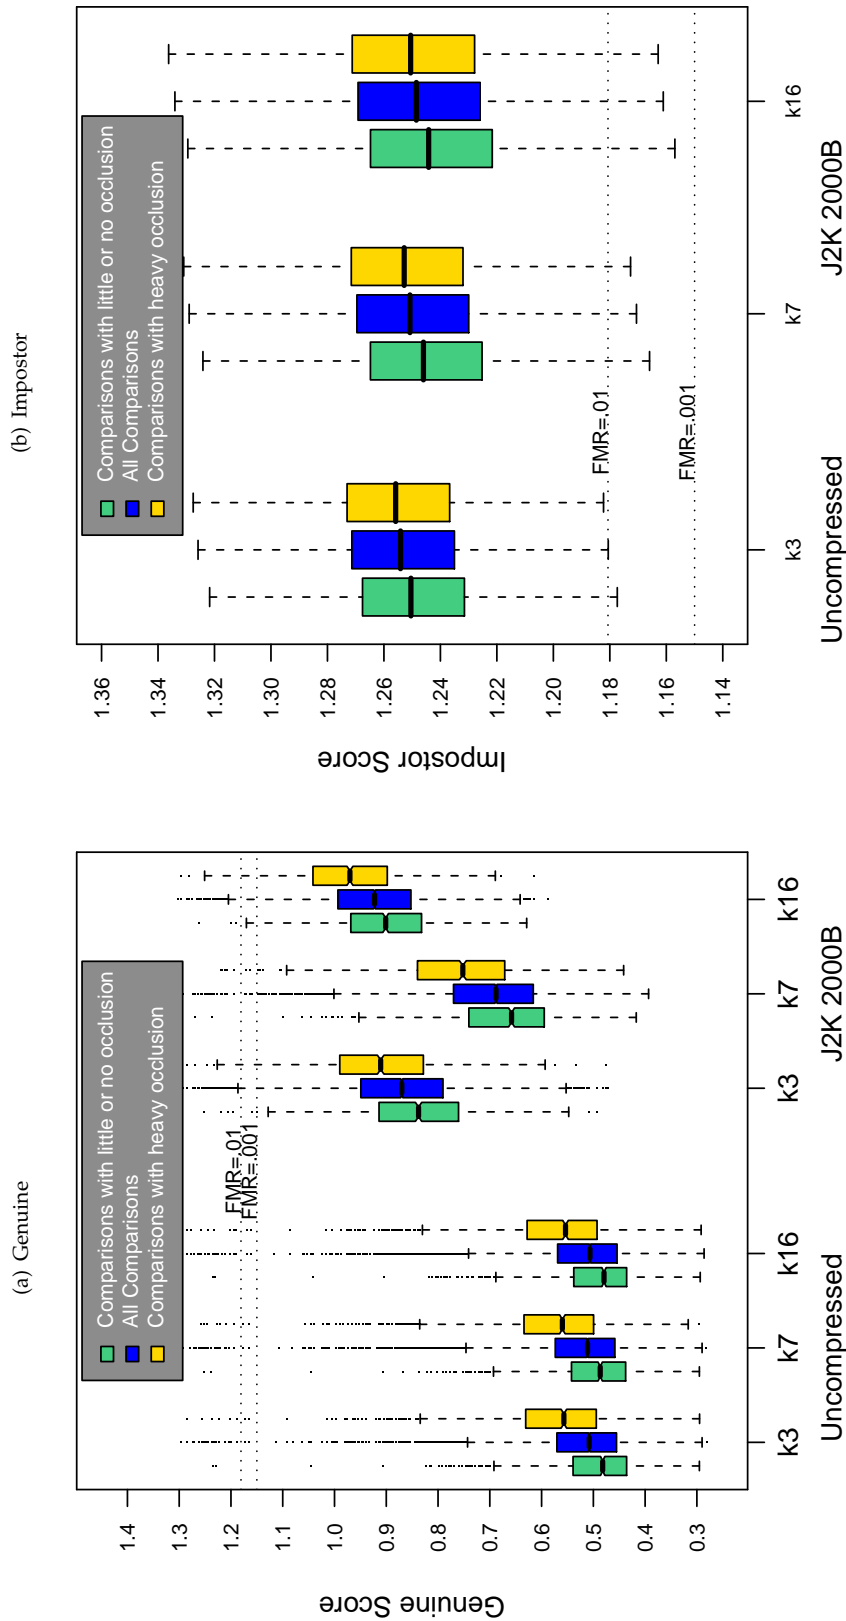 (a) Genuine
Genuine Score
1.4
1.3
1.2
1.1
1.0
0.9
0.8
0.7
0.6
0.5
0.4
0.3
Comparisons with little or no occlusion
All Comparisons
Comparisons with heavy occlusion
FMR=.01
FMR=.001
k3
k7
k16
k3
k7
k16
Uncompressed
J2K 2000B
(b) Impostor
Impostor Score
1.36
1.34
1.32
1.30
1.28
1.26
1.24
1.22
1.20
1.18
1.16
1.14
Comparisons with little or no occlusion
All Comparisons
Comparisons with heavy occlusion
FMR=.01
FMR=.001
k3
k7
k16
Uncompressed
J2K 2000B